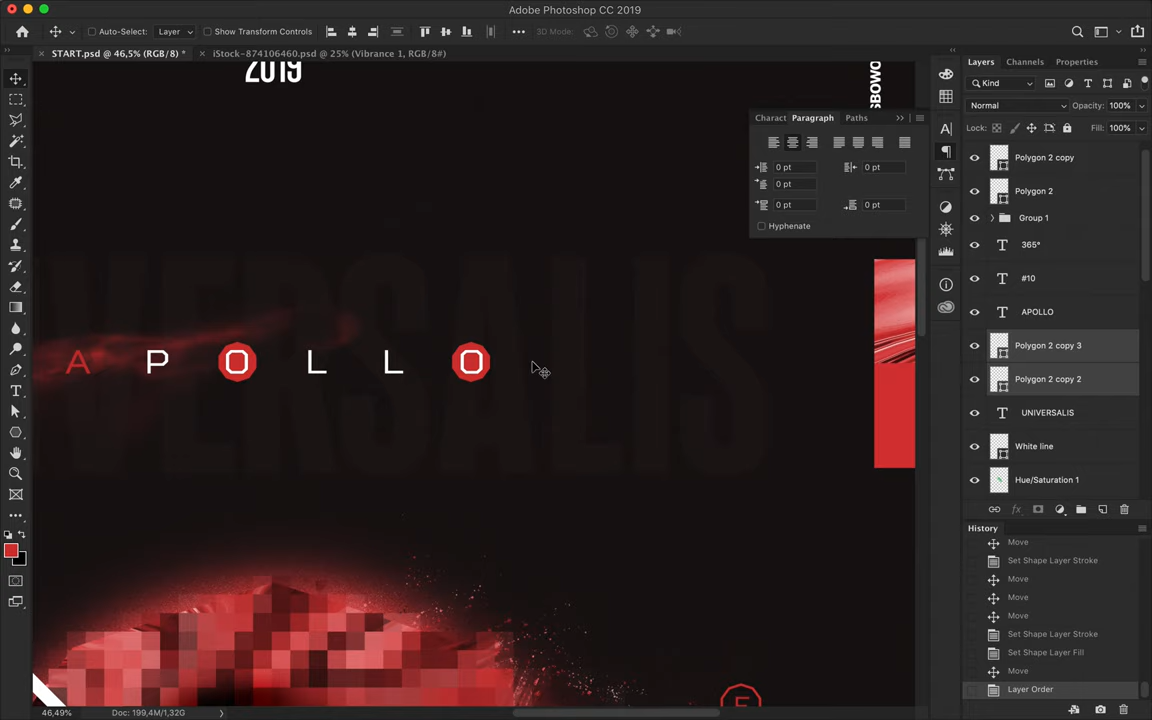 Adobe Photoshop CC 2019
Auto-Select: Layer Show Transform Controls 3D Mode:
START.psd @ 46,5% (RGB/8) * iStock-874106460.psd @ 25% (Vibrance 1, RGB/8#)
2019
SBOWO
Charact Paragraph Paths
0 pt 0 pt
0 pt
0 pt 0 pt
Hyphenate
VERSALIS
APOLLO
E
Layers Channels Properties
Kind
Normal Opacity: 100%
Lock: Fill: 100%
Polygon 2 copy
Polygon 2
Group 1
365°
#10
APOLLO
Polygon 2 copy 3
Polygon 2 copy 2
UNIVERSALIS
White line
Hue/Saturation 1
fx
History
Move
Set Shape Layer Stroke
Move
Move
Move
Set Shape Layer Stroke
Set Shape Layer Fill
Move
Layer Order
46,49% Doc: 199,4M/1,32G